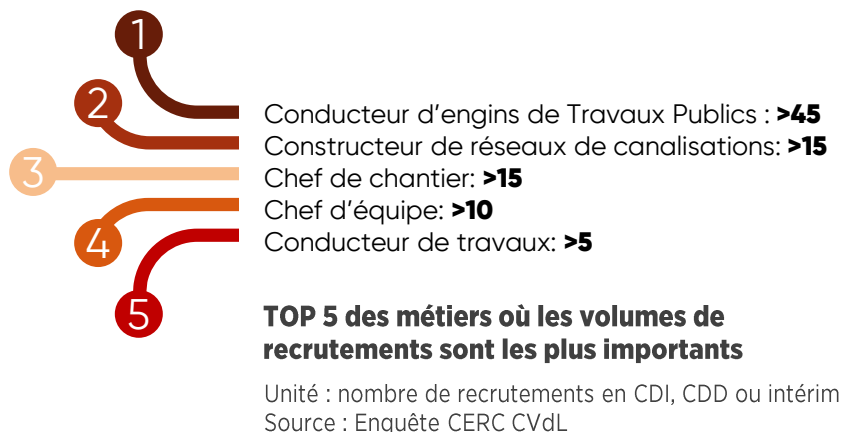 1
Conducteur d'engins de Travaux Publics : >45
2
Constructeur de réseaux de canalisations: >15
3
Chef de chantier: >15
4
Chef d'équipe: >10
5
Conducteur de travaux: >5
TOP 5 des métiers où les volumes de
recrutements sont les plus importants
Unité : nombre de recrutements en CDI, CDD ou intérim
Source : Enquête CERC CVdL